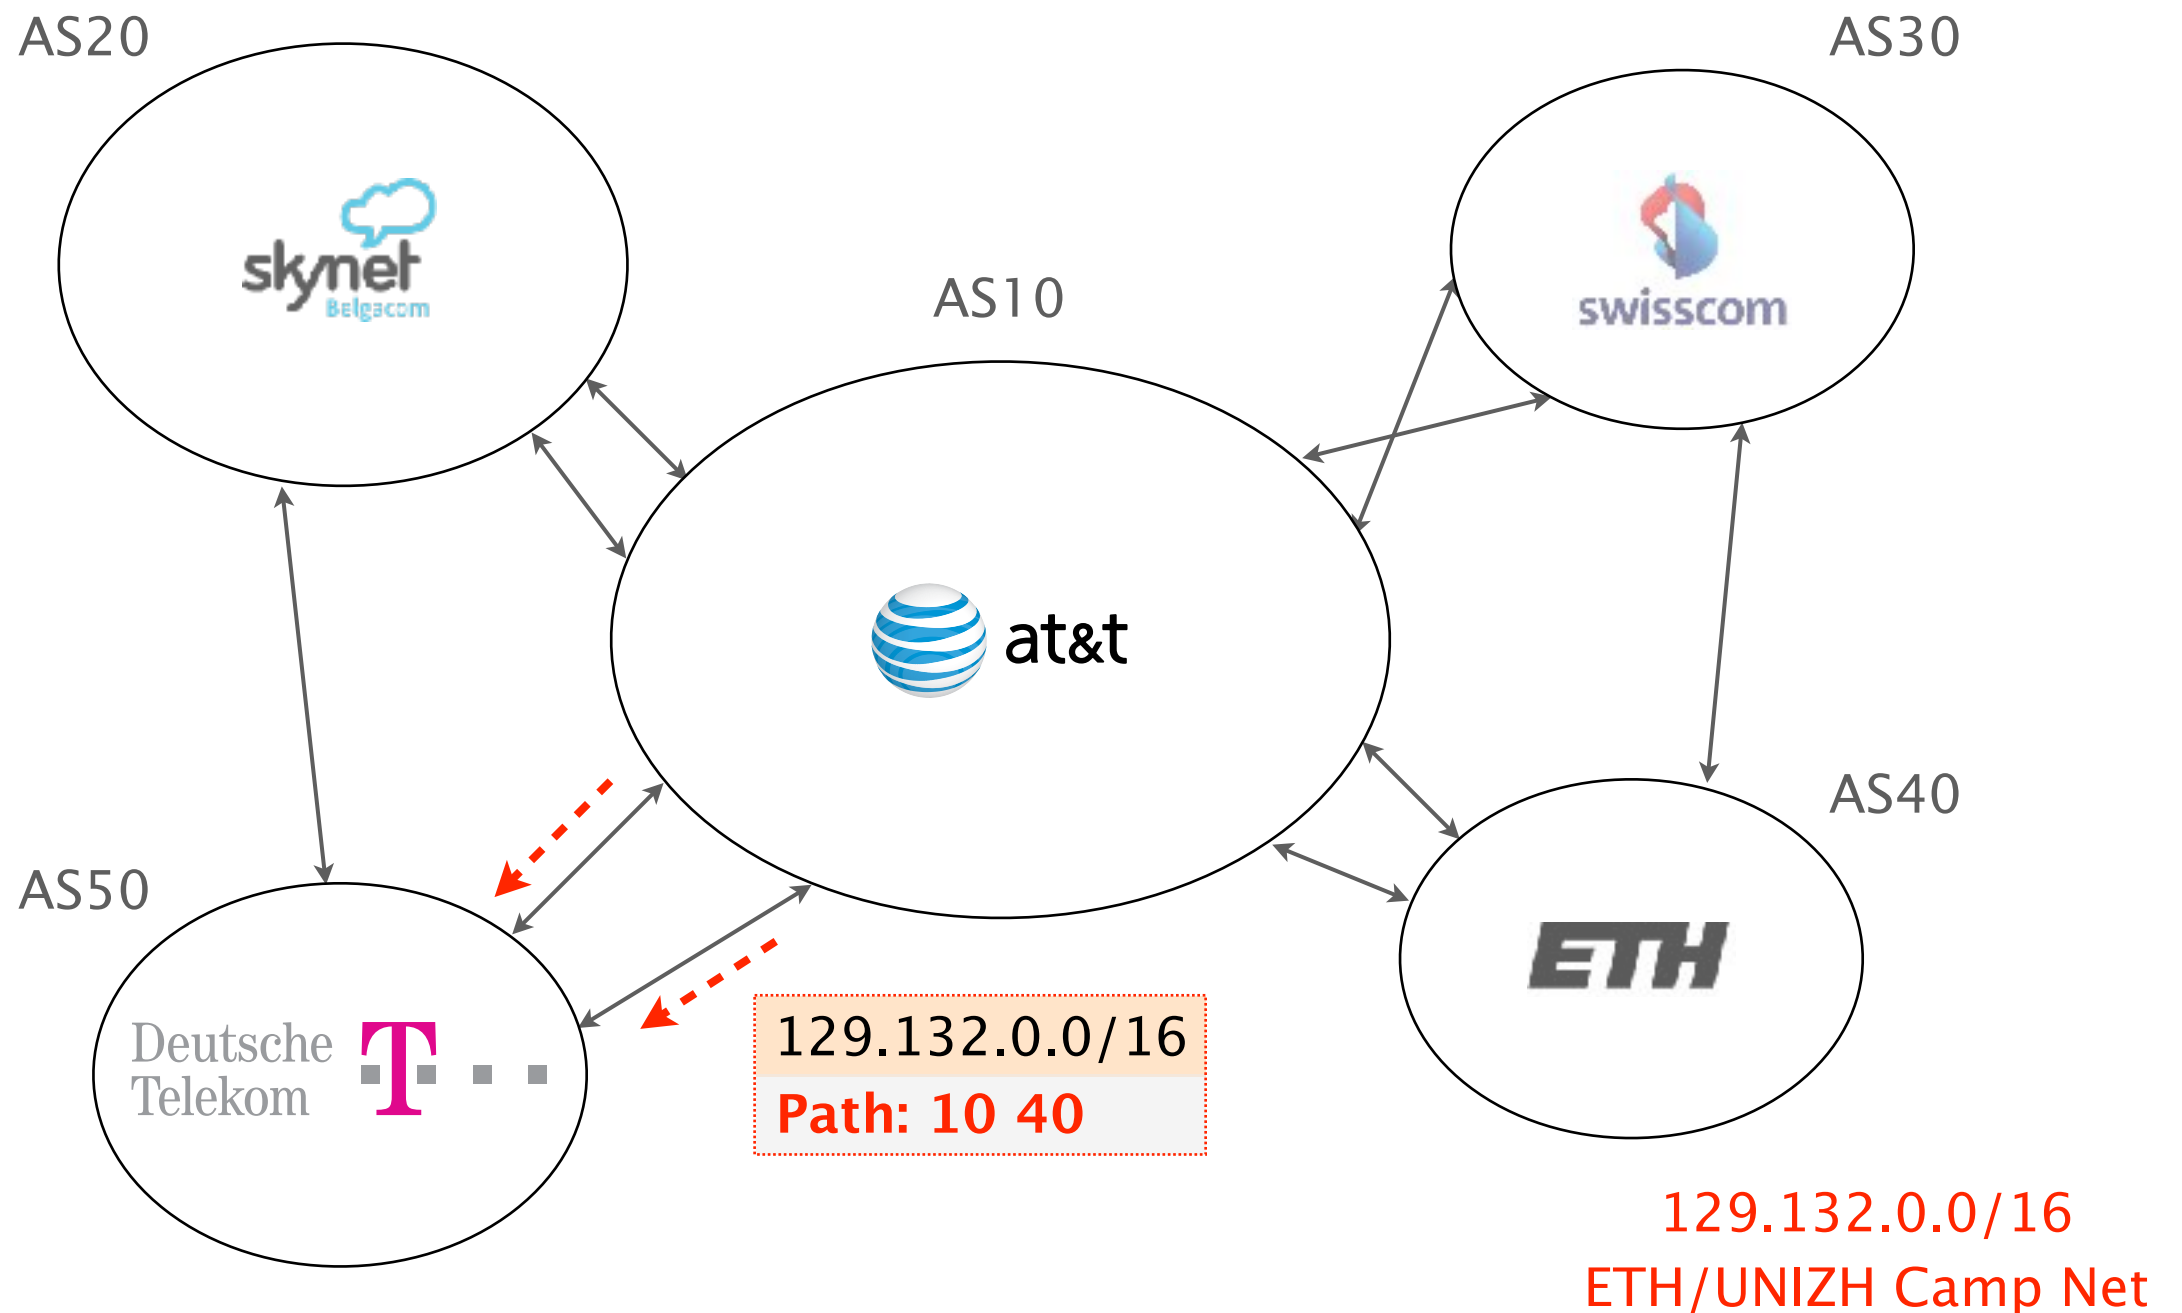 AS20
AS30
skynet
Belgacom
swisscom
AS10
at&t
AS40
AS50
ETH
Deutsche
Telekom
T
129.132.0.0/16
Path: 10 40
129.132.0.0/16
ETH/UNIZH Camp Net